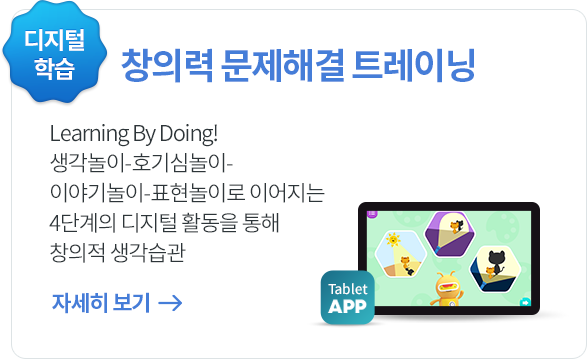 디지털
학습
창의력 문제해결 트레이닝
Learning By Doing!
생각놀이-호기심놀이-
이야기놀이-표현놀이로 이어지는
4단계의 디지털 활동을 통해
창의적 생각습관
자세히 보기 →
Tablet
APP